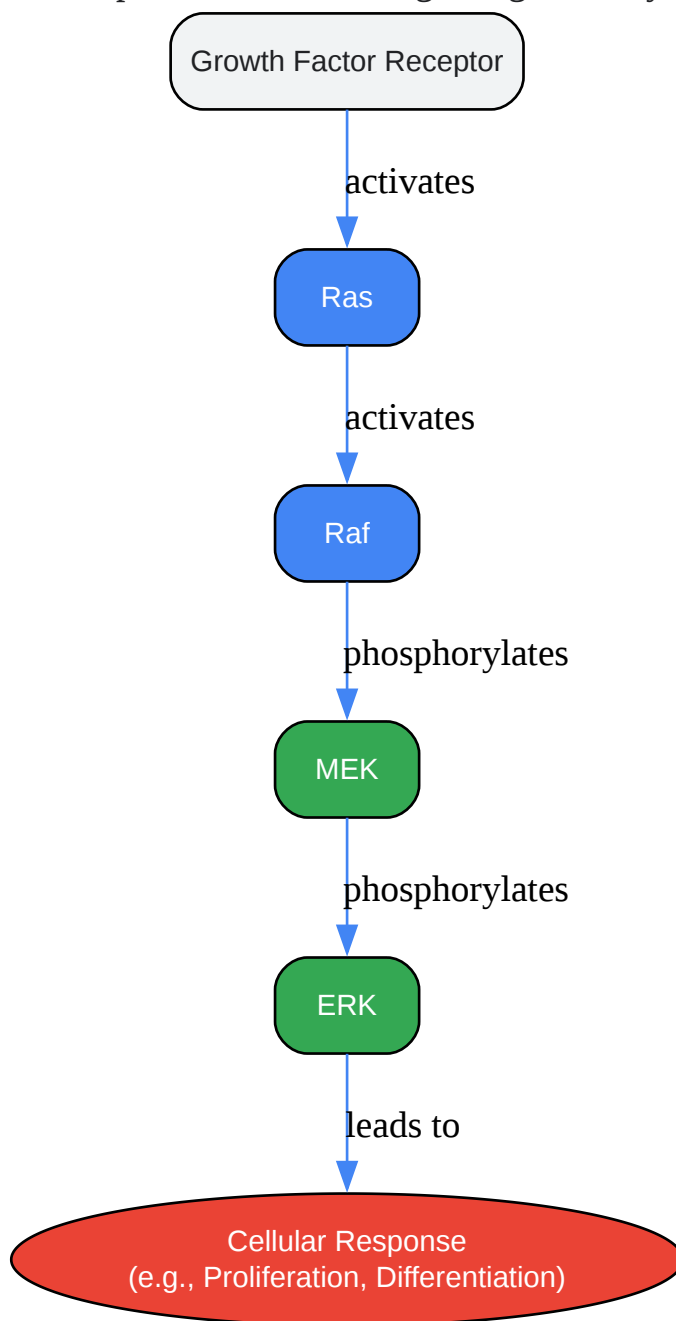 Growth Factor Receptor
activates
Ras
activates
Raf
phosphorylates
MEK
phosphorylates
ERK
leads to
Cellular Response
(e.g., Proliferation, Differentiation)